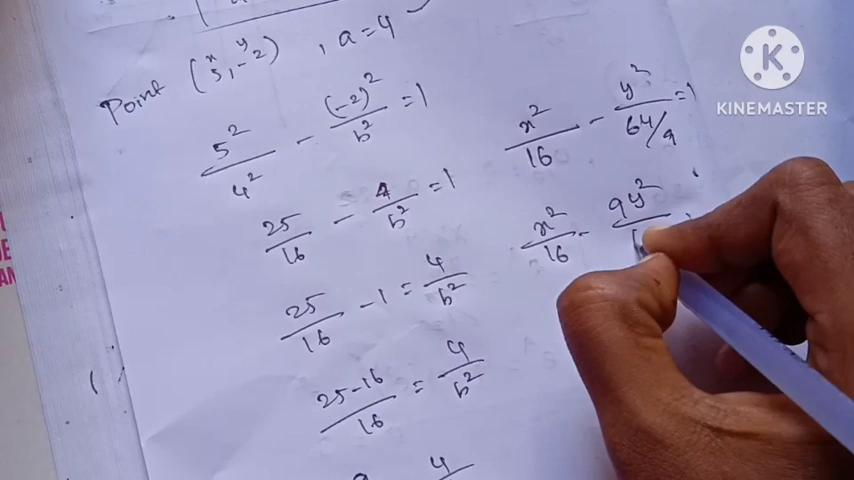 Point (5, -2) , a=4
x y
5²/4² - (-2)²/b² = 1
25/16 - 4/b² = 1
25/16 - 1 = 4/b²
25-16/16 = 4/b²
4
x²/16 - y²/64/9 = 1
x²/16 - 9y²
KINEMASTER